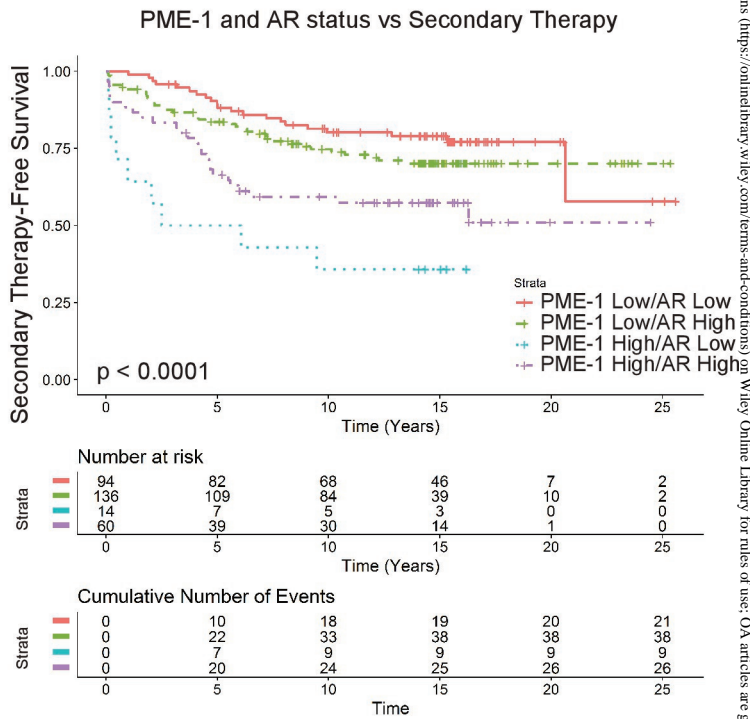 PME-1 and AR status vs Secondary Therapy
Secondary Therapy-Free Survival
1.00
0.75
0.50
0.25
0.00
p < 0.0001
Strata
PME-1 Low/AR Low
PME-1 Low/AR High
PME-1 High/AR Low
PME-1 High/AR High
0 5 10 15 20 25
Time (Years)
Number at risk
Strata
94 82 68 46 7 2
136 109 84 39 10 2
14 7 5 3 0 0
60 39 30 14 1 0
0 5 10 15 20 25
Time (Years)
Cumulative Number of Events
Strata
0 10 18 19 20 21
0 22 33 38 38 38
0 7 9 9 9 9
0 20 24 25 26 26
0 5 10 15 20 25
Time
ns (https://onlinelibrary.wiley.com/terms-and-conditions) on Wiley Online Library for rules of use; OA articles are g